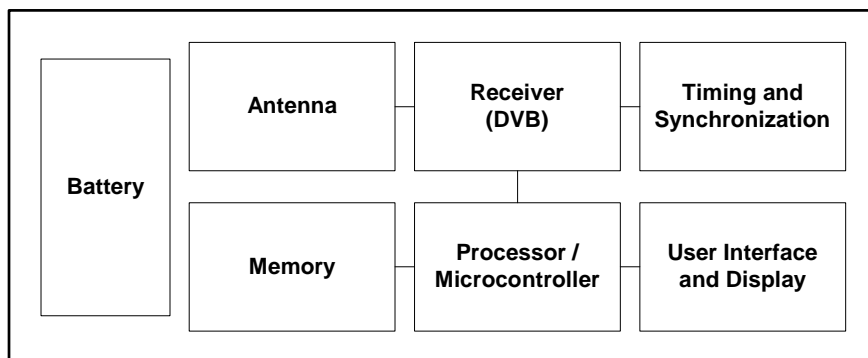 Battery
Antenna
Receiver
(DVB)
Timing and
Synchronization
Memory
Processor /
Microcontroller
User Interface
and Display